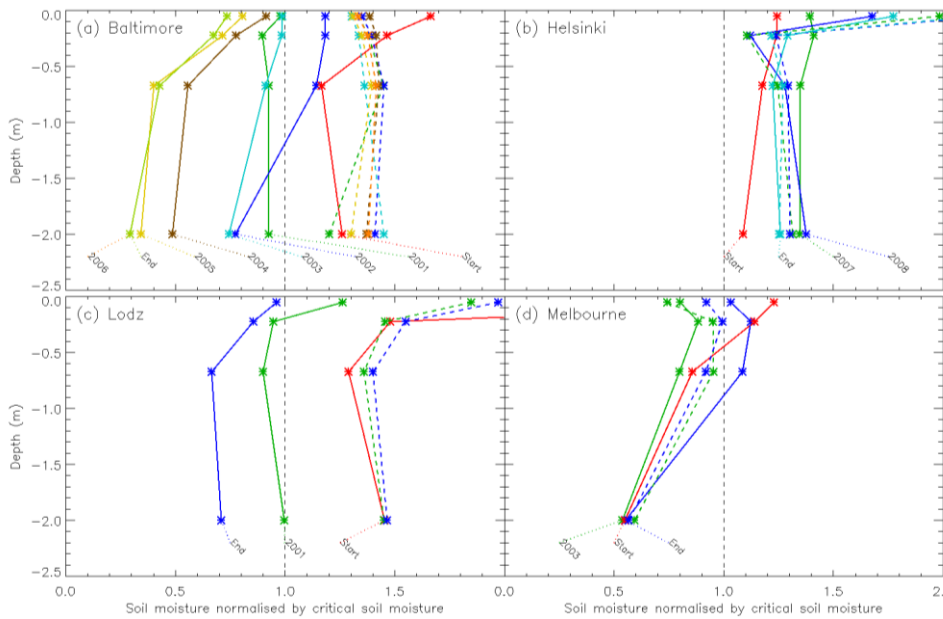 (a) Baltimore
(b) Helsinki
0.0
-0.5
-1.0
-1.5
-2.0
-2.5
Depth (m)
2006
End
2005
2004
2003
2002
2001
Start
Start
End
2007
2008
(c) Lodz
(d) Melbourne
0.0
-0.5
-1.0
-1.5
-2.0
-2.5
Depth (m)
End
2001
Start
2003
Start
End
0.0 0.5 1.0 1.5 0.0 0.5 1.0 1.5 2.
Soil moisture normalised by critical soil moisture Soil moisture normalised by critical soil moisture